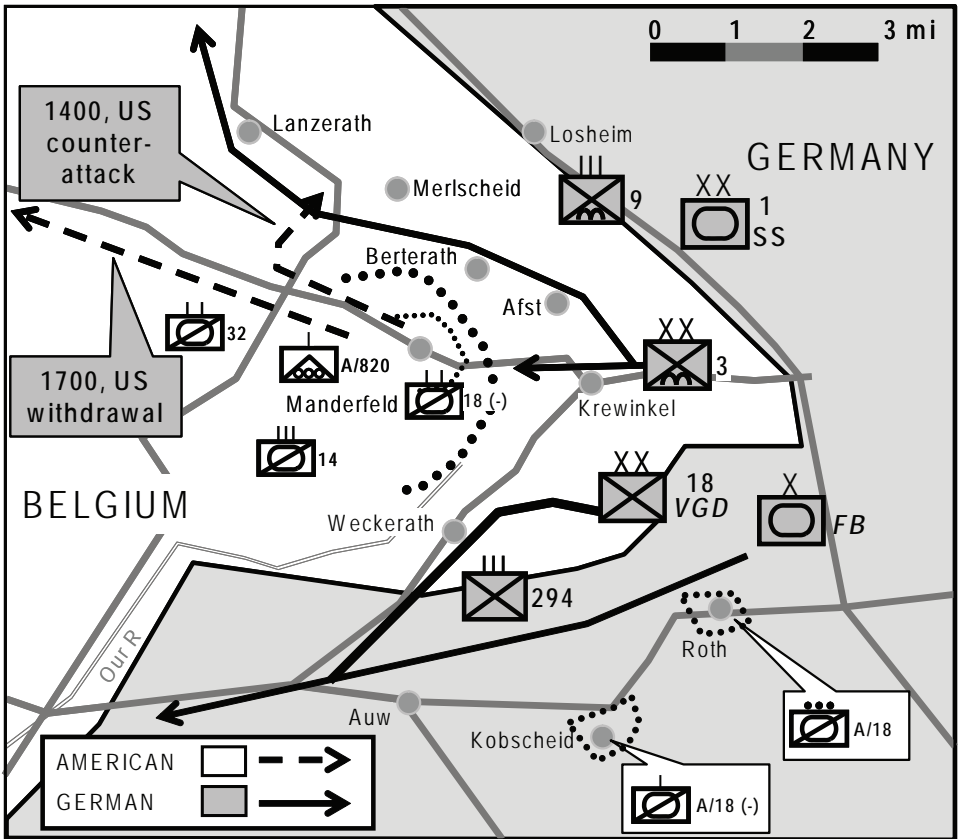 0 1 2 3 mi
1400, US
counter-
attack
Lanzerath
Losheim
GERMANY
Merlscheid
III
9
XX
1
SS
Berterath
Afst
II
32
I
A/820
XX
3
1700, US
withdrawal
Manderfeld
II
18 (-)
Krewinkel
III
14
BELGIUM
XX
18
VGD
X
FB
Weckerath
III
294
Our R
Roth
Auw
Kobscheid
A/18
I
A/18 (-)
AMERICAN
GERMAN